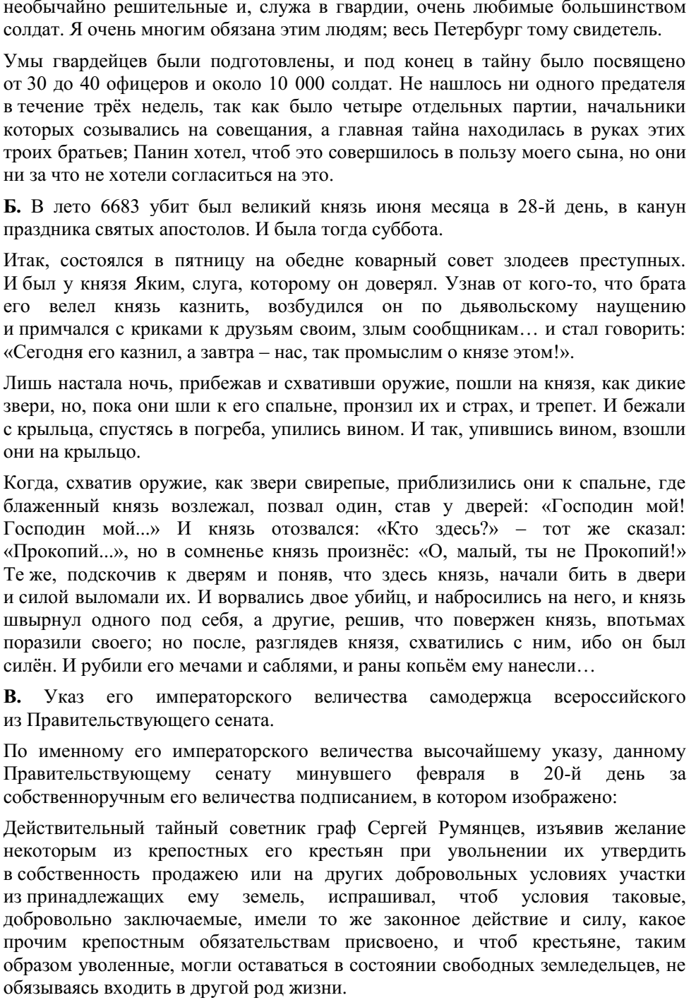 необычайно решительные и, служа в гвардии, очень любимые большинством
солдат. Я очень многим обязана этим людям; весь Петербург тому свидетель.
Умы гвардейцев были подготовлены, и под конец в тайну было посвящено
от 30 до 40 офицеров и около 10 000 солдат. Не нашлось ни одного предателя
в течение трёх недель, так как было четыре отдельных партии, начальники
которых созывались на совещания, а главная тайна находилась в руках этих
троих братьев; Панин хотел, чтоб это совершилось в пользу моего сына, но они
ни за что не хотели согласиться на это.
Б. В лето 6683 убит был великий князь июня месяца в 28-й день, в канун
праздника святых апостолов. И была тогда суббота.
Итак, состоялся в пятницу на обедне коварный совет злодеев преступных.
И был у князя Яким, слуга, которому он доверял. Узнав от кого-то, что брата
его велел князь казнить, возбудился он по дьявольскому наущению
и примчался с криками к друзьям своим, злым сообщникам… и стал говорить:
«Сегодня его казнил, а завтра – нас, так промыслим о князе этом!».
Лишь настала ночь, прибежав и схвативши оружие, пошли на князя, как дикие
звери, но, пока они шли к его спальне, пронзил их и страх, и трепет. И бежали
с крыльца, спустясь в погреба, упились вином. И так, упившись вином, взошли
они на крыльцо.
Когда, схватив оружие, как звери свирепые, приблизились они к спальне, где
блаженный князь возлежал, позвал один, став у дверей: «Господин мой!
Господин мой...» И князь отозвался: «Кто здесь?» – тот же сказал:
«Прокопий...», но в сомненье князь произнёс: «О, малый, ты не Прокопий!»
Те же, подскочив к дверям и поняв, что здесь князь, начали бить в двери
и силой выломали их. И ворвались двое убийц, и набросились на него, и князь
швырнул одного под себя, а другие, решив, что повержен князь, впотьмах
поразили своего; но после, разглядев князя, схватились с ним, ибо он был
силён. И рубили его мечами и саблями, и раны копьём ему нанесли…
В. Указ его императорского величества самодержца всероссийского
из Правительствующего сената.
По именному его императорского величества высочайшему указу, данному
Правительствующему сенату минувшего февраля в 20-й день за
собственноручным его величества подписанием, в котором изображено:
Действительный тайный советник граф Сергей Румянцев, изъявив желание
некоторым из крепостных его крестьян при увольнении их утвердить
в собственность продажею или на других добровольных условиях участки
из принадлежащих ему земель, испрашивал, чтоб условия таковые,
добровольно заключаемые, имели то же законное действие и силу, какое
прочим крепостным обязательствам присвоено, и чтоб крестьяне, таким
образом уволенные, могли оставаться в состоянии свободных земледельцев, не
обязываясь входить в другой род жизни.